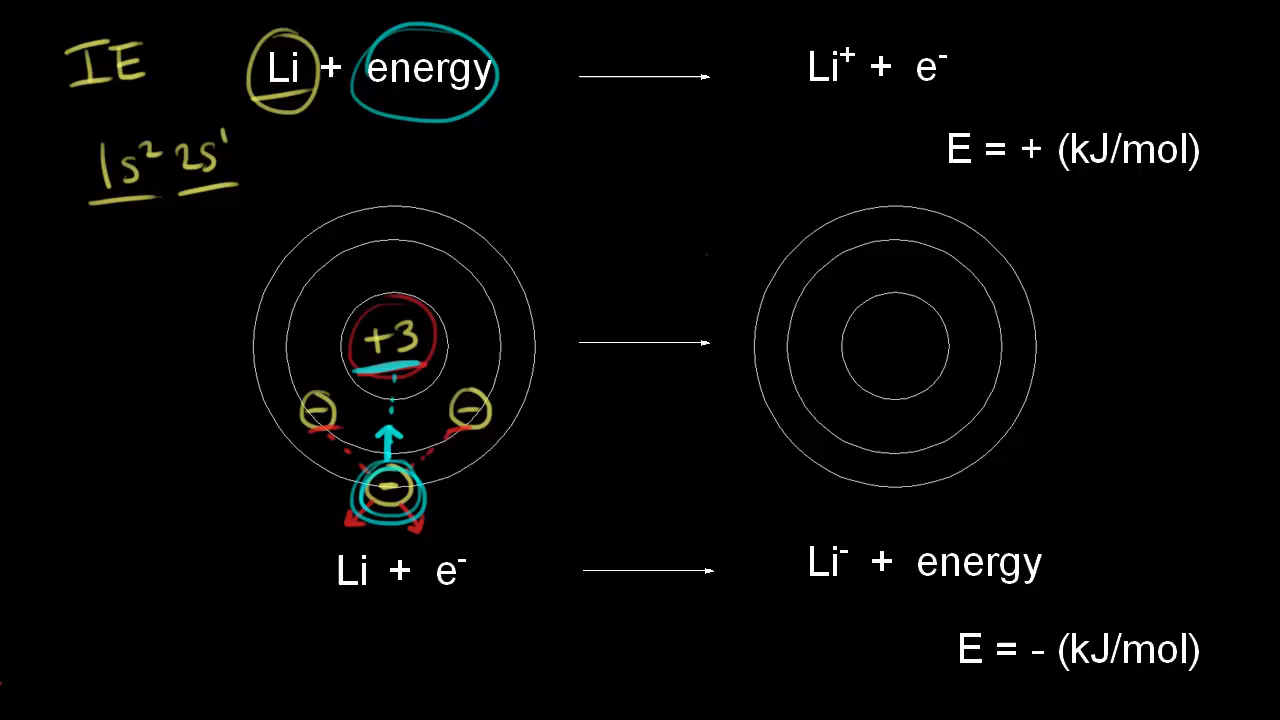 IE Li + energy Li⁺ + e⁻
1s² 2s¹
E = + (kJ/mol)
+3
- -
-
Li + e⁻ Li⁻ + energy
E = - (kJ/mol)